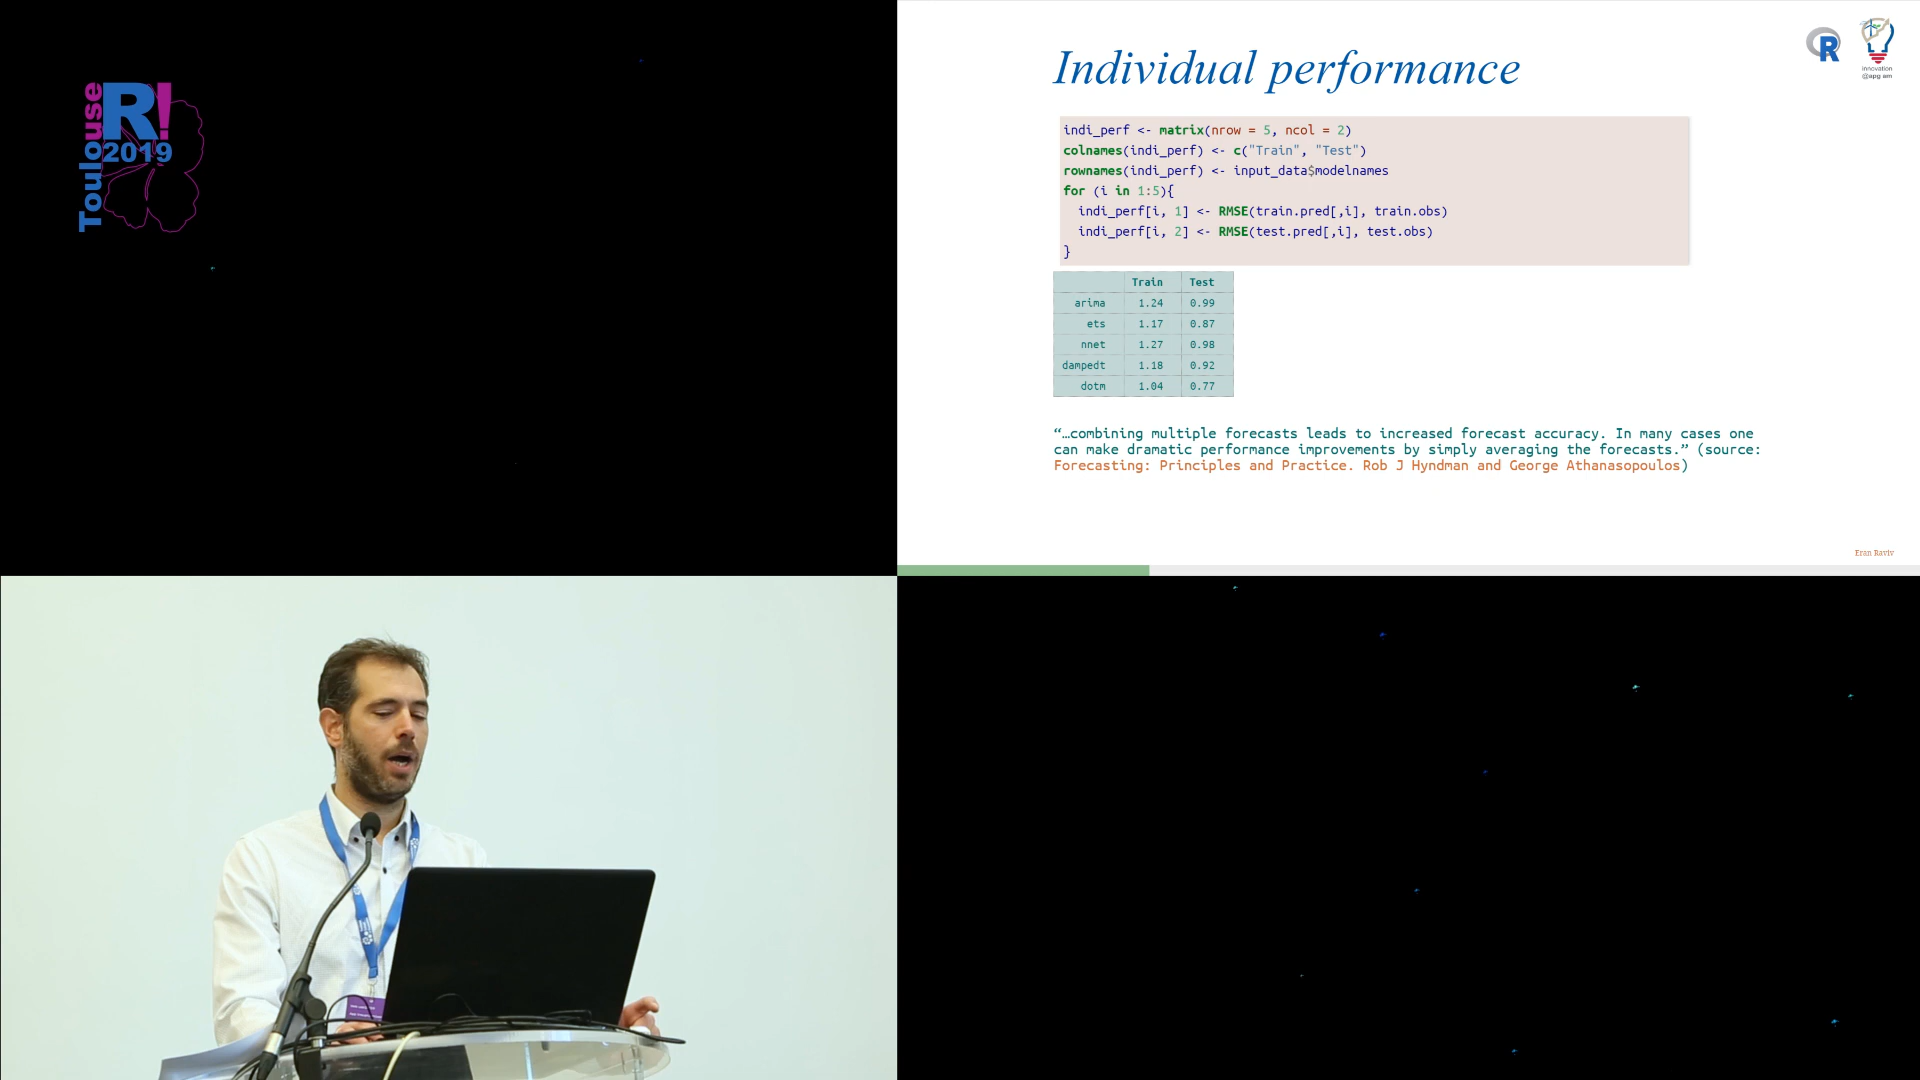 Toulouse
R!
2019
Individual performance
R
innovation
@apg am
indi_perf <- matrix(nrow = 5, ncol = 2)
colnames(indi_perf) <- c("Train", "Test")
rownames(indi_perf) <- input_data$modelnames
for (i in 1:5){
indi_perf[i, 1] <- RMSE(train.pred[,i], train.obs)
indi_perf[i, 2] <- RMSE(test.pred[,i], test.obs)
}
Train Test
arima 1.24 0.99
ets 1.17 0.87
nnet 1.27 0.98
dampedt 1.18 0.92
dotm 1.04 0.77
“…combining multiple forecasts leads to increased forecast accuracy. In many cases one
can make dramatic performance improvements by simply averaging the forecasts.” (source:
Forecasting: Principles and Practice. Rob J Hyndman and George Athanasopoulos)
Eran Raviv